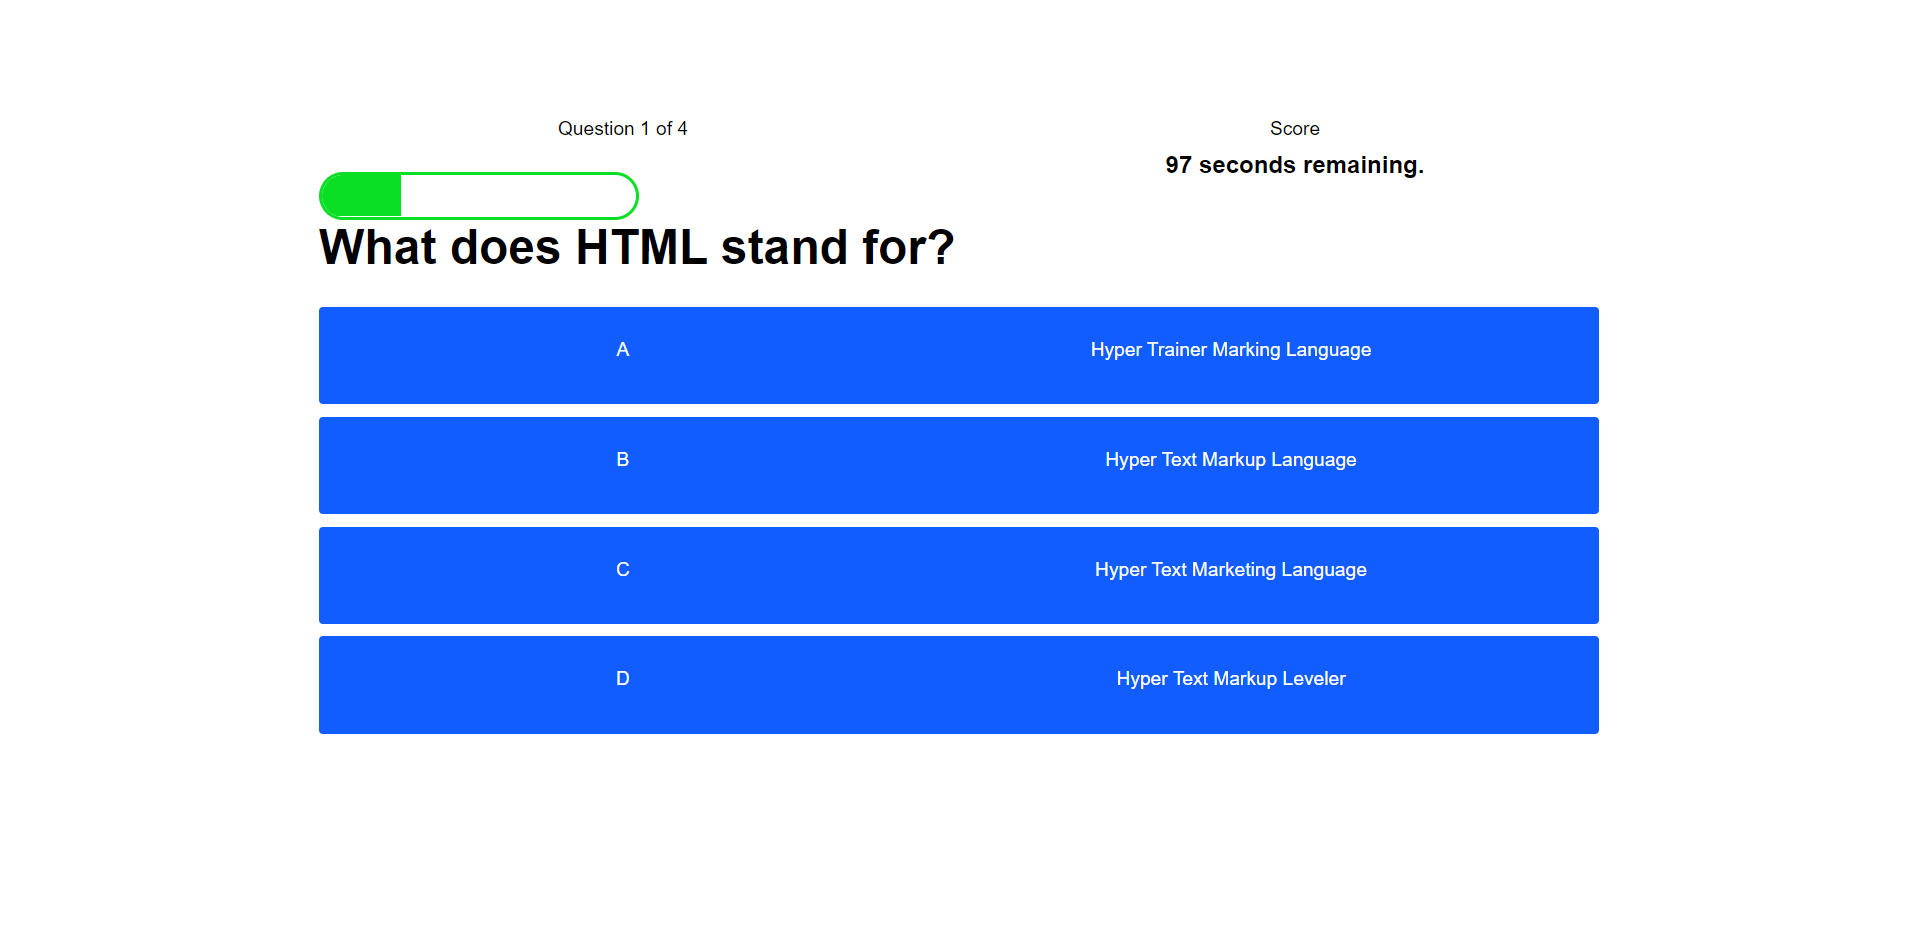 Question 1 of 4
Score
97 seconds remaining.
What does HTML stand for?
A
Hyper Trainer Marking Language
B
Hyper Text Markup Language
C
Hyper Text Marketing Language
D
Hyper Text Markup Leveler